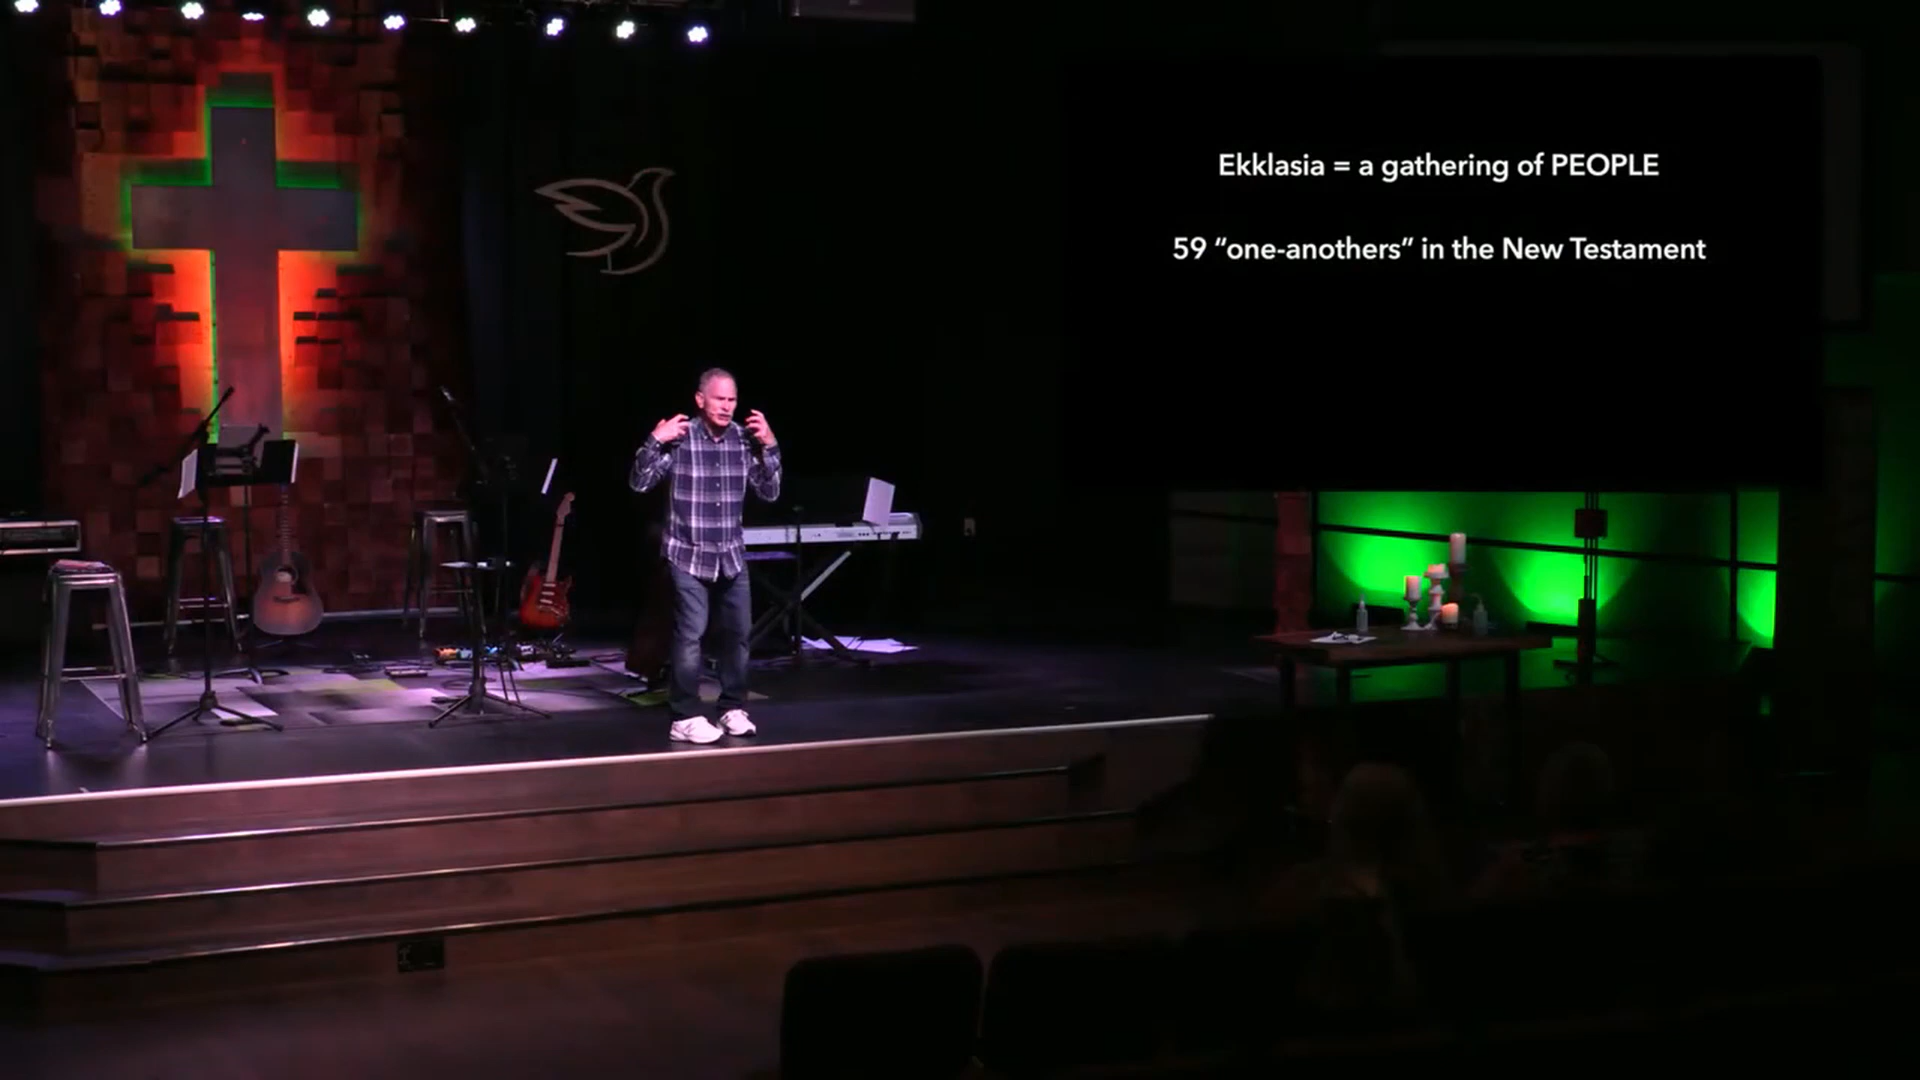 Ekklasia = a gathering of PEOPLE
59 “one-anothers” in the New Testament